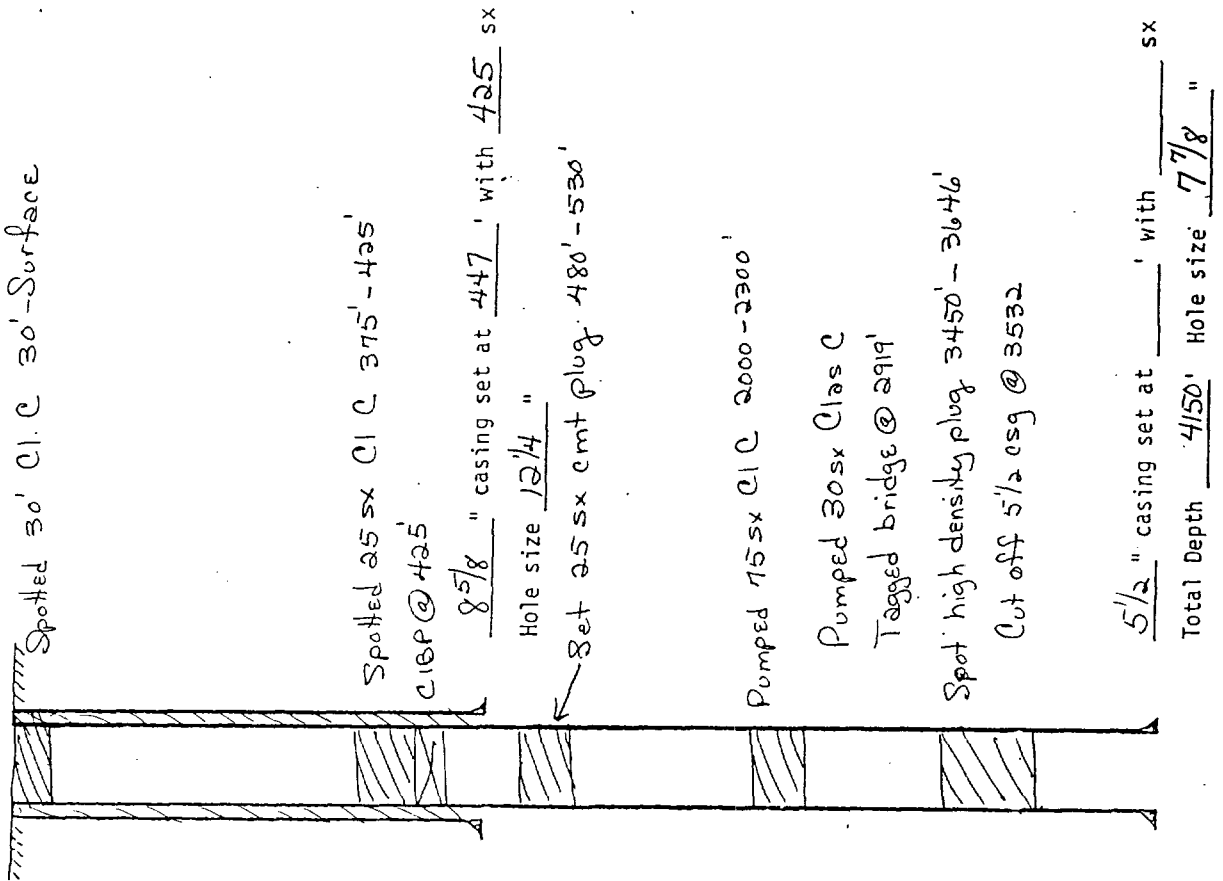 Spotted 30' Cl. C 30'-Surface
Spotted 25 sx Cl C 375'-425'
CIBP @ 425'
8 5/8 " casing set at 447 ' with 425 sx
Hole size 12 1/4 "
Set 25 sx cmt plug 480'-530'
Pumped 75 sx Cl C 2000-2300'
Pumped 30 sx Clas C
Tagged bridge @ 2919'
Spot high density plug 3450'-3646'
Cut off 5 1/2 csg @ 3532
5 1/2 " casing set at ' with sx
Total Depth 4150' Hole size 7 7/8 "